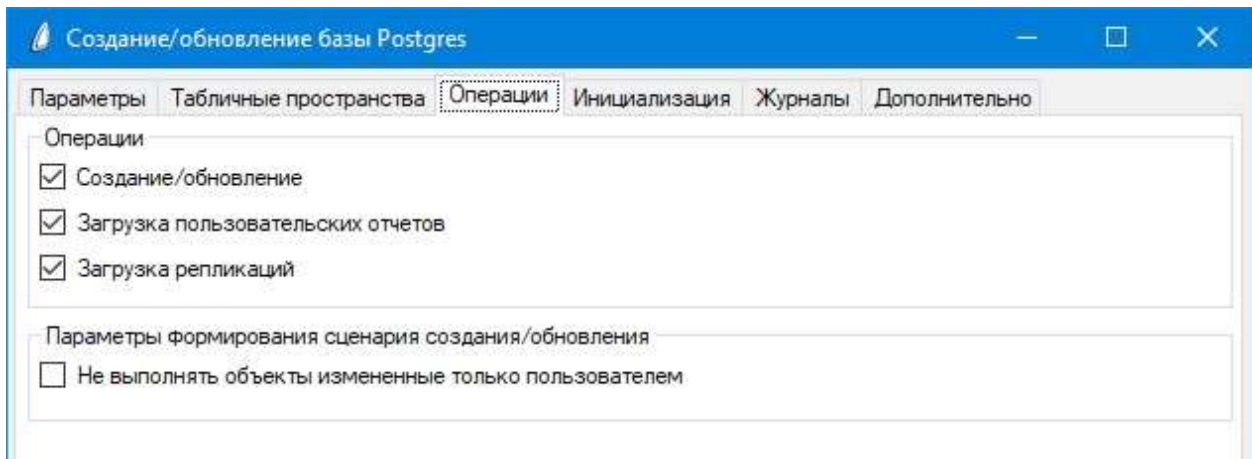 Создание/обновление базы Postgres
Параметры Табличные пространства Операции Инициализация Журналы Дополнительно
Операции
Создание/обновление
Загрузка пользовательских отчетов
Загрузка репликаций
Параметры формирования сценария создания/обновления
Не выполнять объекты измененные только пользователем